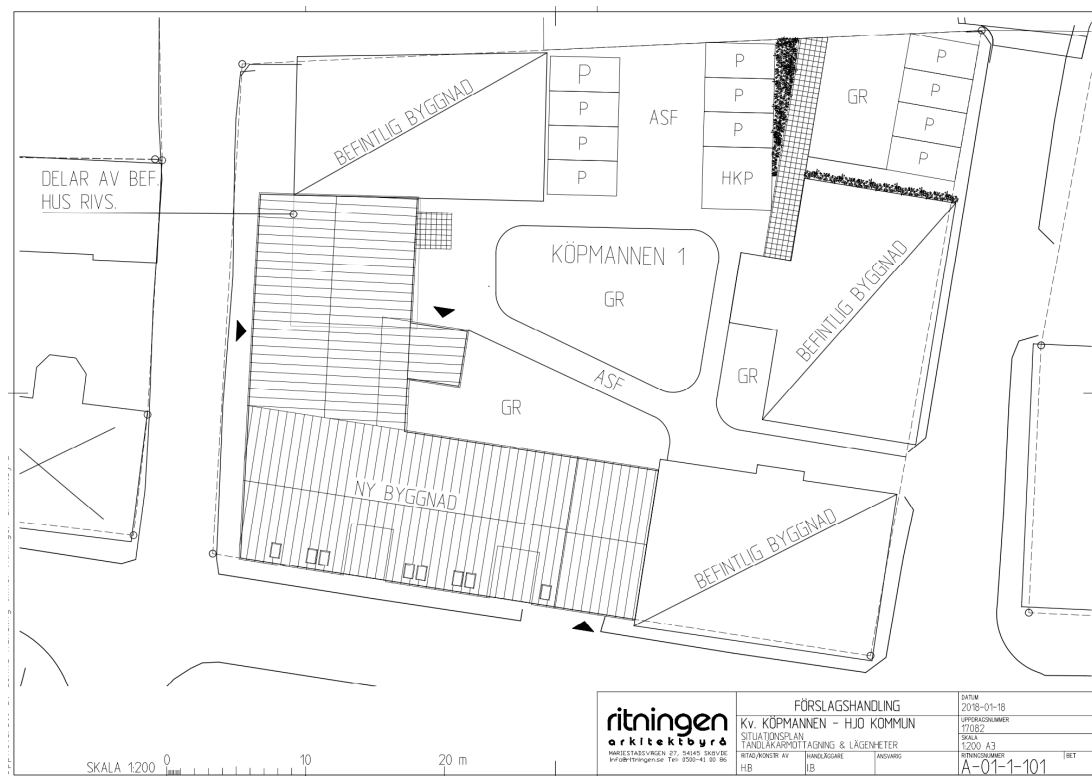 BEFINTLIG BYGGNAD
P
P
P
P
ASF
P
P
P
HKP
GR
P
P
P
P
DELAR AV BEF.
HUS RIVS.
KÖPMANNEN 1
GR
BEFINTLIG BYGGNAD
GR
ASF
GR
NY BYGGNAD
BEFINTLIG BYGGNAD
SKALA 1:200
0
10
20 m
ritningen
arkitektbyrå
MARIESTADSVÄGEN 27, 54145 SKÖVDE
info@ritningen.se Tel: 0500-41 00 86
FÖRSLAGSHANDLING
Kv. KÖPMANNEN - HJO KOMMUN
SITUATIONSPLAN
TANDLÄKARMOTTAGNING & LÄGENHETER
RITAD/KONSTR AV
H.B
HANDLÄGGARE
I.B
ANSVARIG
DATUM
2018-01-18
UPPDRAGSNUMMER
17082
SKALA
1:200 A3
RITNINGSNUMMER
A-01-1-101
BET